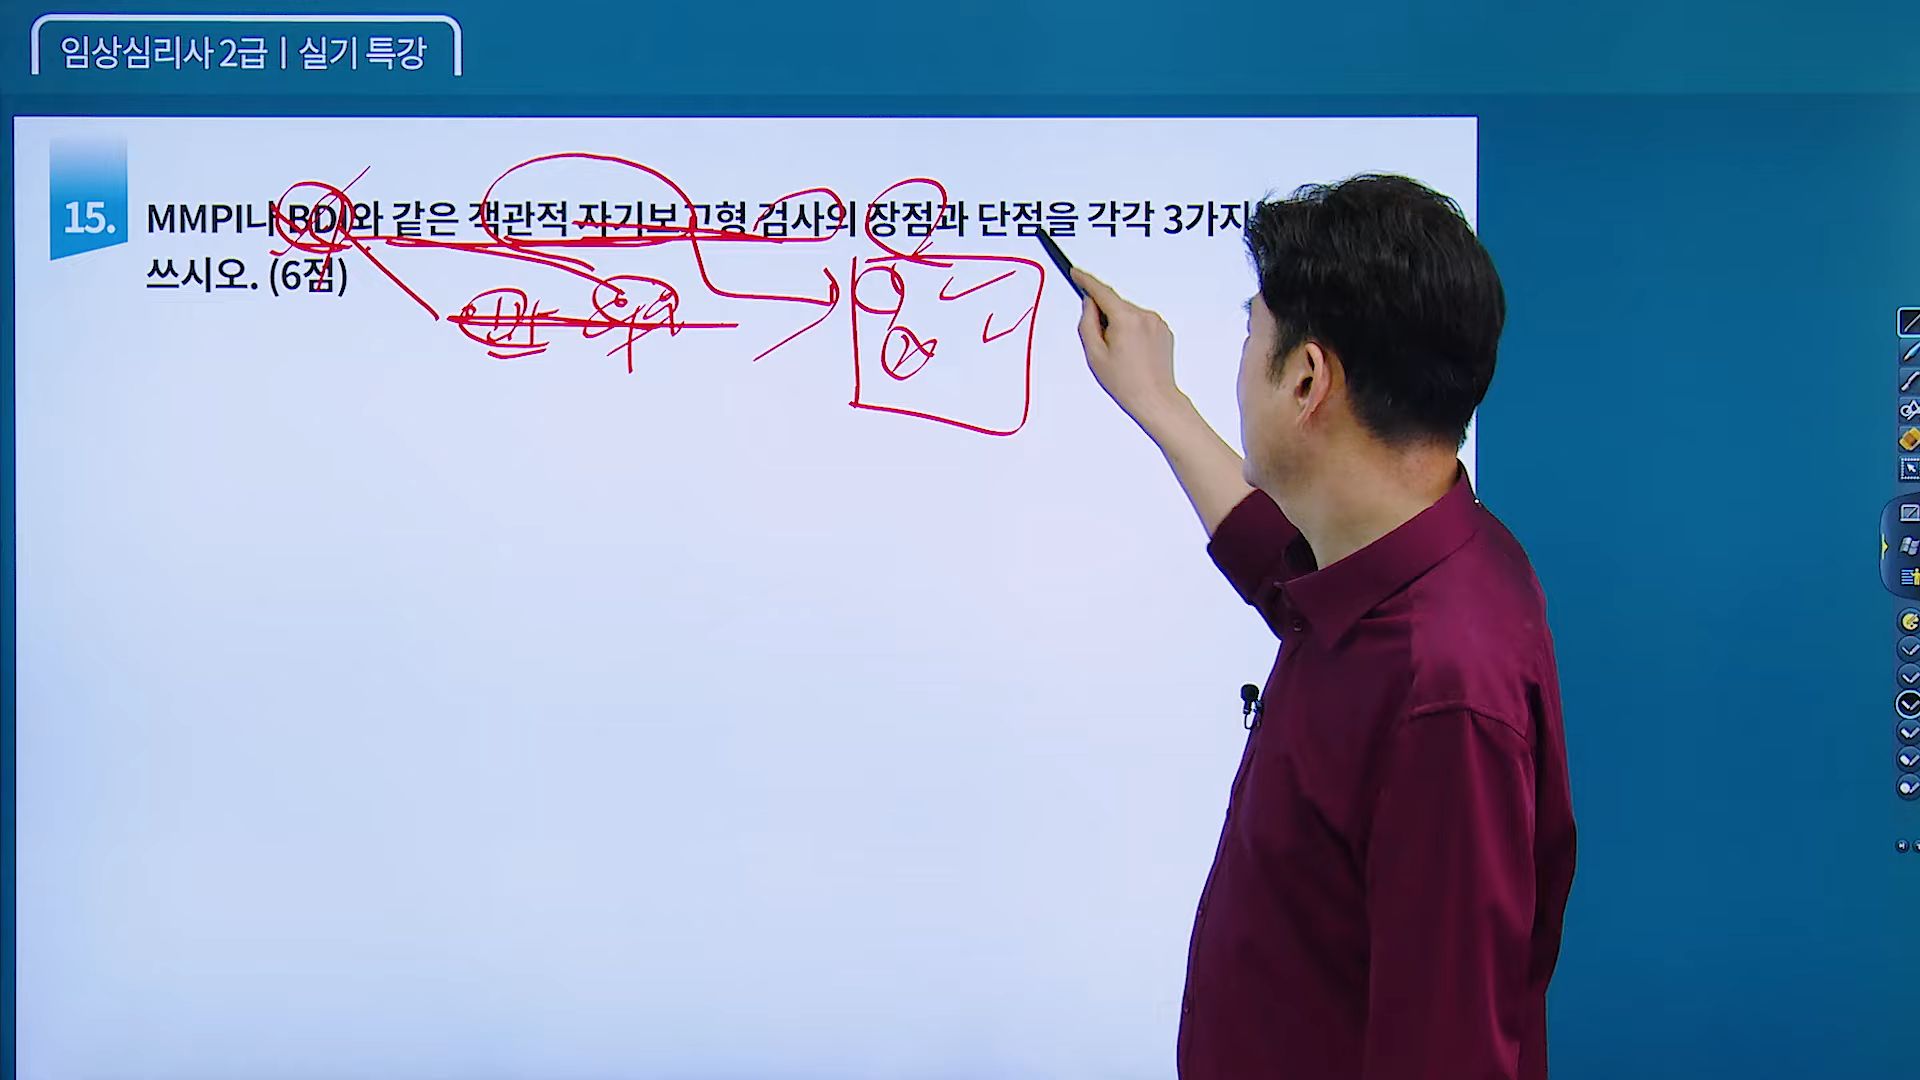 임상심리사 2급 | 실기 특강
15. MMPI나 BDI와 같은 객관적 자기보고형 검사의 장점과 단점을 각각 3가지
쓰시오. (6점)